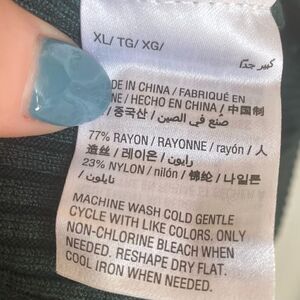 XL/ TG/ XG/ كبير جدًا
DE IN CHINA / FABRIQUÉ EN
NE / HECHO EN CHINA / 中国制
/ 중국산 / صنع في الصين /
77% RAYON / RAYONNE / rayón / 人
造丝 / 레이온 / رايون /
23% NYLON / nilón / 锦纶 / 나일론
/ نايلون
MACHINE WASH COLD GENTLE
CYCLE WITH LIKE COLORS. ONLY
NON-CHLORINE BLEACH WHEN
NEEDED. RESHAPE DRY FLAT.
COOL IRON WHEN NEEDED.